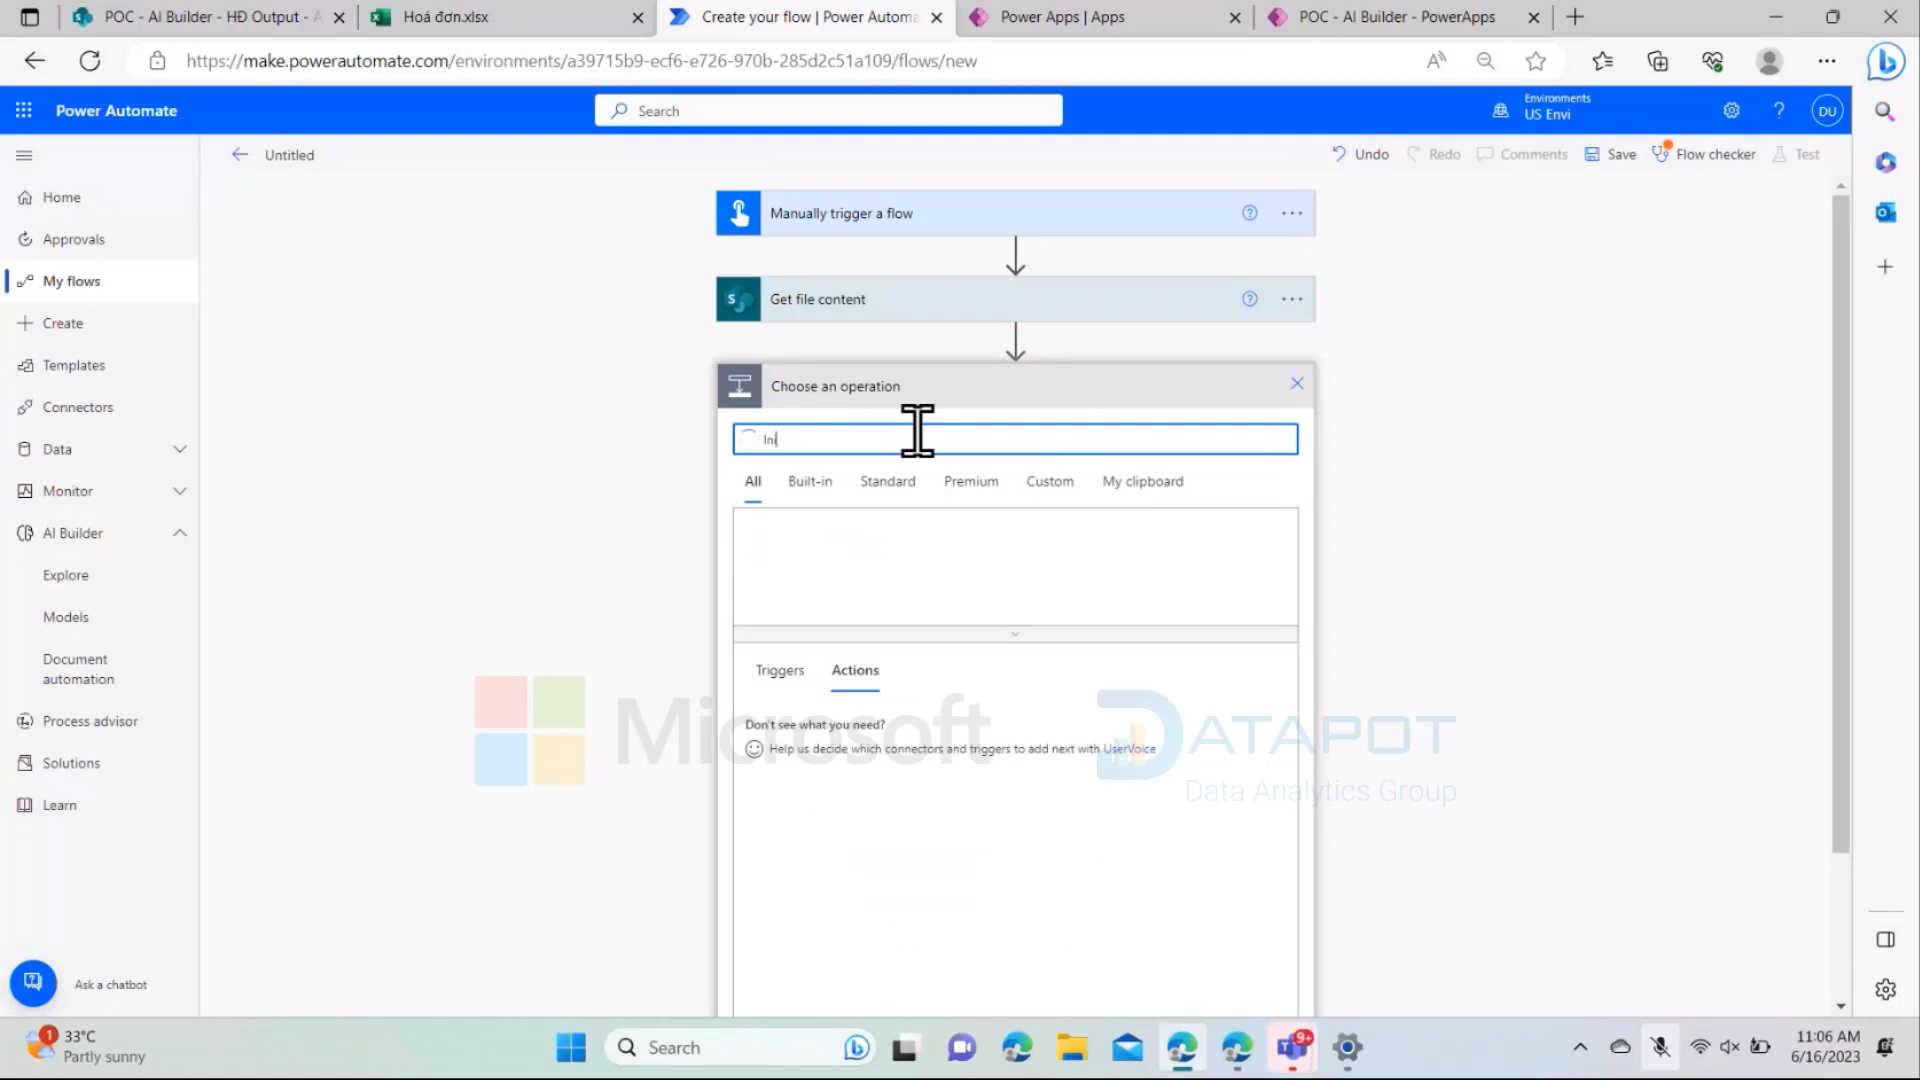 POC - AI Builder - HĐ Output - A
Hoá đơn.xlsx
Create your flow | Power Automa
Power Apps | Apps
POC - AI Builder - PowerApps
https://make.powerautomate.com/environments/a39715b9-ecf6-e726-970b-285d2c51a109/flows/new
Power Automate
Search
Environments
US Envi
DU
Untitled
Undo
Redo
Comments
Save
Flow checker
Test
Home
Approvals
My flows
Create
Templates
Connectors
Data
Monitor
AI Builder
Explore
Models
Document
automation
Process advisor
Solutions
Learn
Ask a chatbot
Manually trigger a flow
Get file content
Choose an operation
Ini
All
Built-in
Standard
Premium
Custom
My clipboard
Triggers
Actions
Don't see what you need?
Help us decide which connectors and triggers to add next with UserVoice
Microsoft
DATAPOT
Data Analytics Group
1
33°C
Partly sunny
Search
9+
11:06 AM
6/16/2023